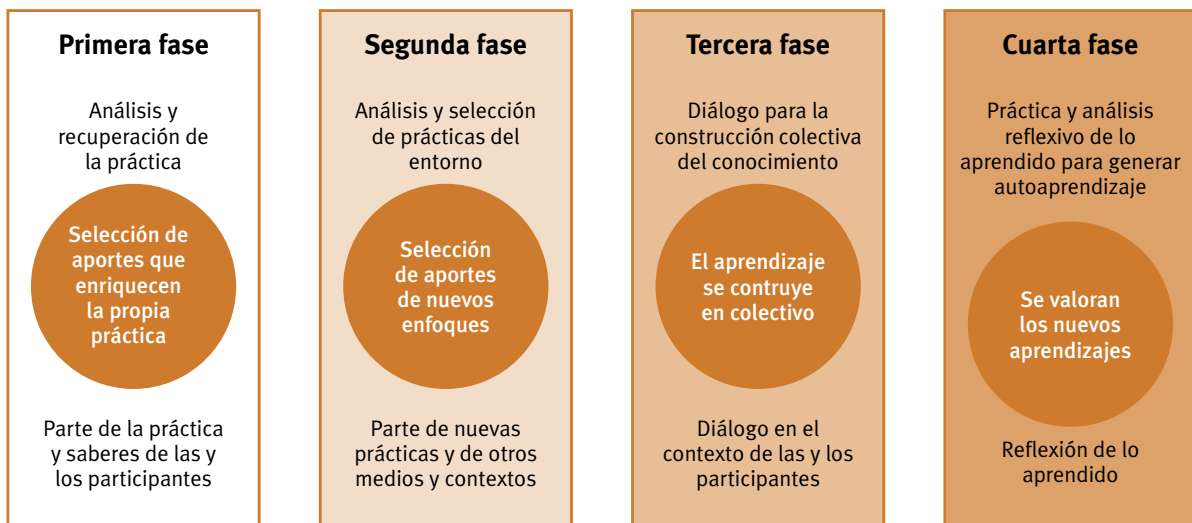 Primera fase
Análisis y
recuperación de
la práctica
Selección de
aportes que
enriquecen
la propia
práctica
Parte de la práctica
y saberes de las y
los participantes
Segunda fase
Análisis y selección
de prácticas del
entorno
Selección
de aportes
de nuevos
enfoques
Parte de nuevas
prácticas y de otros
medios y contextos
Tercera fase
Diálogo para la
construcción colectiva
del conocimiento
El aprendizaje
se contruye
en colectivo
Diálogo en el
contexto de las y los
participantes
Cuarta fase
Práctica y análisis
reflexivo de lo
aprendido para generar
autoaprendizaje
Se valoran
los nuevos
aprendizajes
Reflexión de lo
aprendido